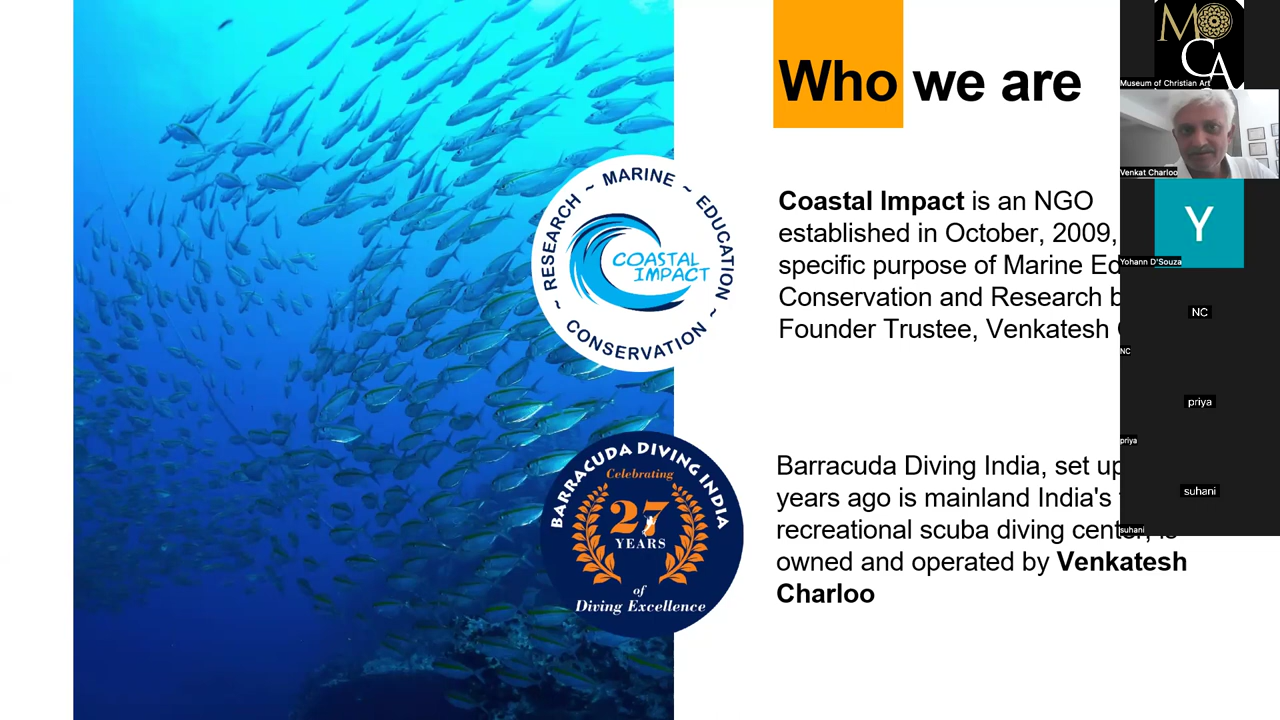 Who we are
Coastal Impact is an NGO
established in October, 2009,
specific purpose of Marine Ed
Conservation and Research b
Founder Trustee, Venkatesh
Barracuda Diving India, set up
years ago is mainland India's
recreational scuba diving center, is
owned and operated by Venkatesh
Charloo
RESEARCH ~ MARINE ~ EDUCATION ~
CONSERVATION ~
COASTAL
IMPACT
BARRACUDA DIVING INDIA
Celebrating
27
YEARS
of
Diving Excellence
MOCA
Museum of Christian Art
Venkat Charloo
Y
Yohann D'Souza
NC
NC
priya
priya
suhani
suhani